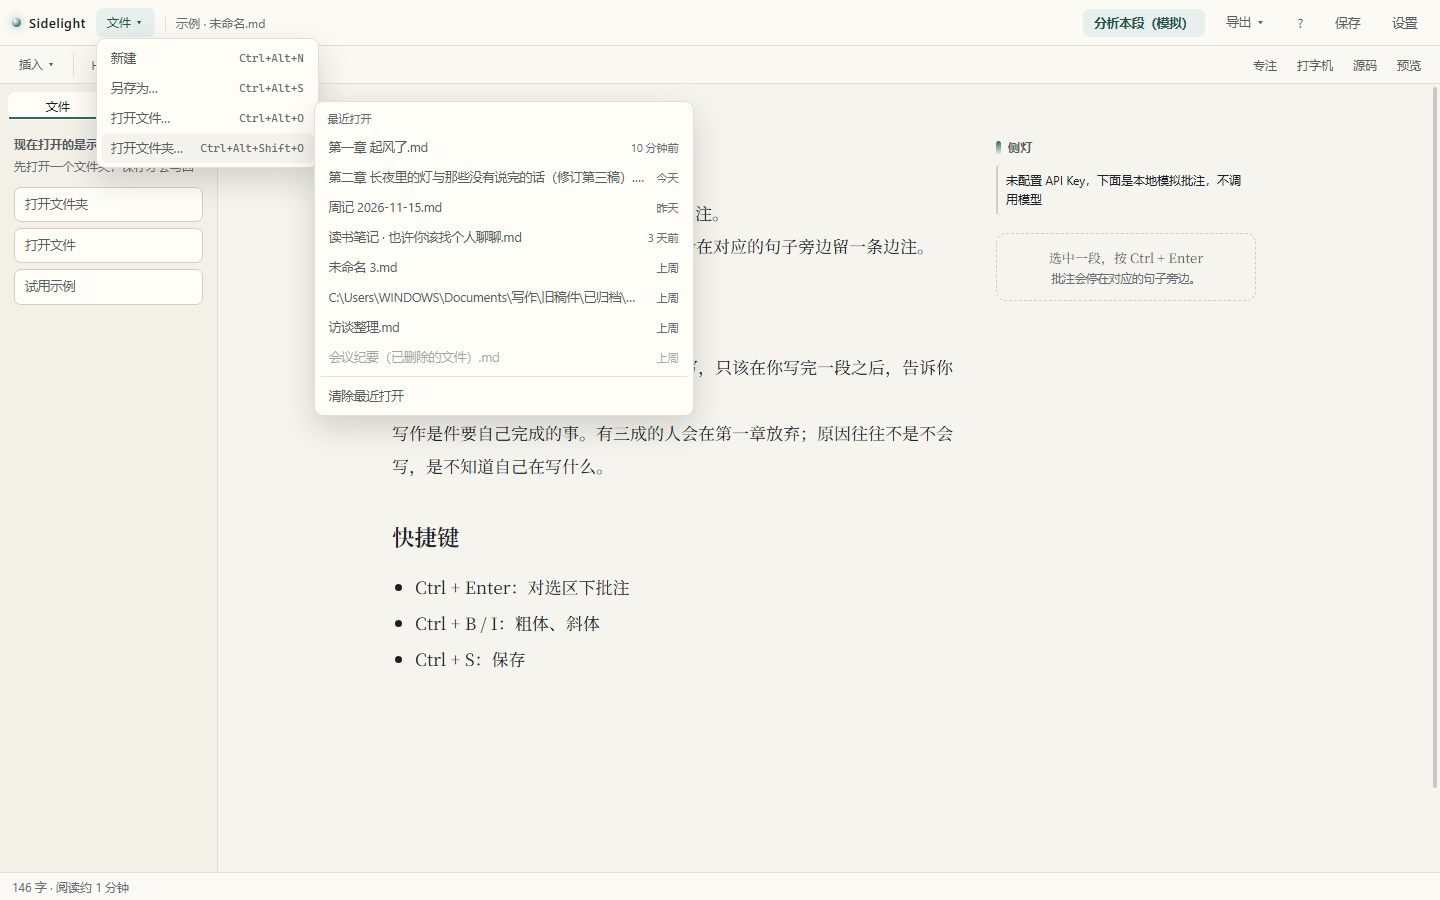 Sidelight 文件 示例 · 未命名.md 分析本段（模拟） 导出 ? 保存 设置
插入 专注 打字机 源码 预览
新建 Ctrl+Alt+N
另存为... Ctrl+Alt+S
打开文件... Ctrl+Alt+O
打开文件夹... Ctrl+Alt+Shift+O
文件
现在打开的是示
先打开一个文件夹，保存才会写回
打开文件夹
打开文件
试用示例
最近打开
第一章 起风了.md 10 分钟前
第二章 长夜里的灯与那些没有说完的话（修订第三稿）.... 今天
周记 2026-11-15.md 昨天
读书笔记 · 也许你该找个人聊聊.md 3 天前
未命名 3.md 上周
C:\Users\WINDOWS\Documents\写作\旧稿件\已归档\... 上周
访谈整理.md 上周
会议纪要（已删除的文件）.md 上周
清除最近打开
注。
在对应的句子旁边留一条边注。
，只该在你写完一段之后，告诉你
写作是件要自己完成的事。有三成的人会在第一章放弃；原因往往不是不会
写，是不知道自己在写什么。
快捷键
Ctrl + Enter：对选区下批注
Ctrl + B / I：粗体、斜体
Ctrl + S：保存
侧灯
未配置 API Key，下面是本地模拟批注，不调
用模型
选中一段，按 Ctrl + Enter
批注会停在对应的句子旁边。
146 字 · 阅读约 1 分钟